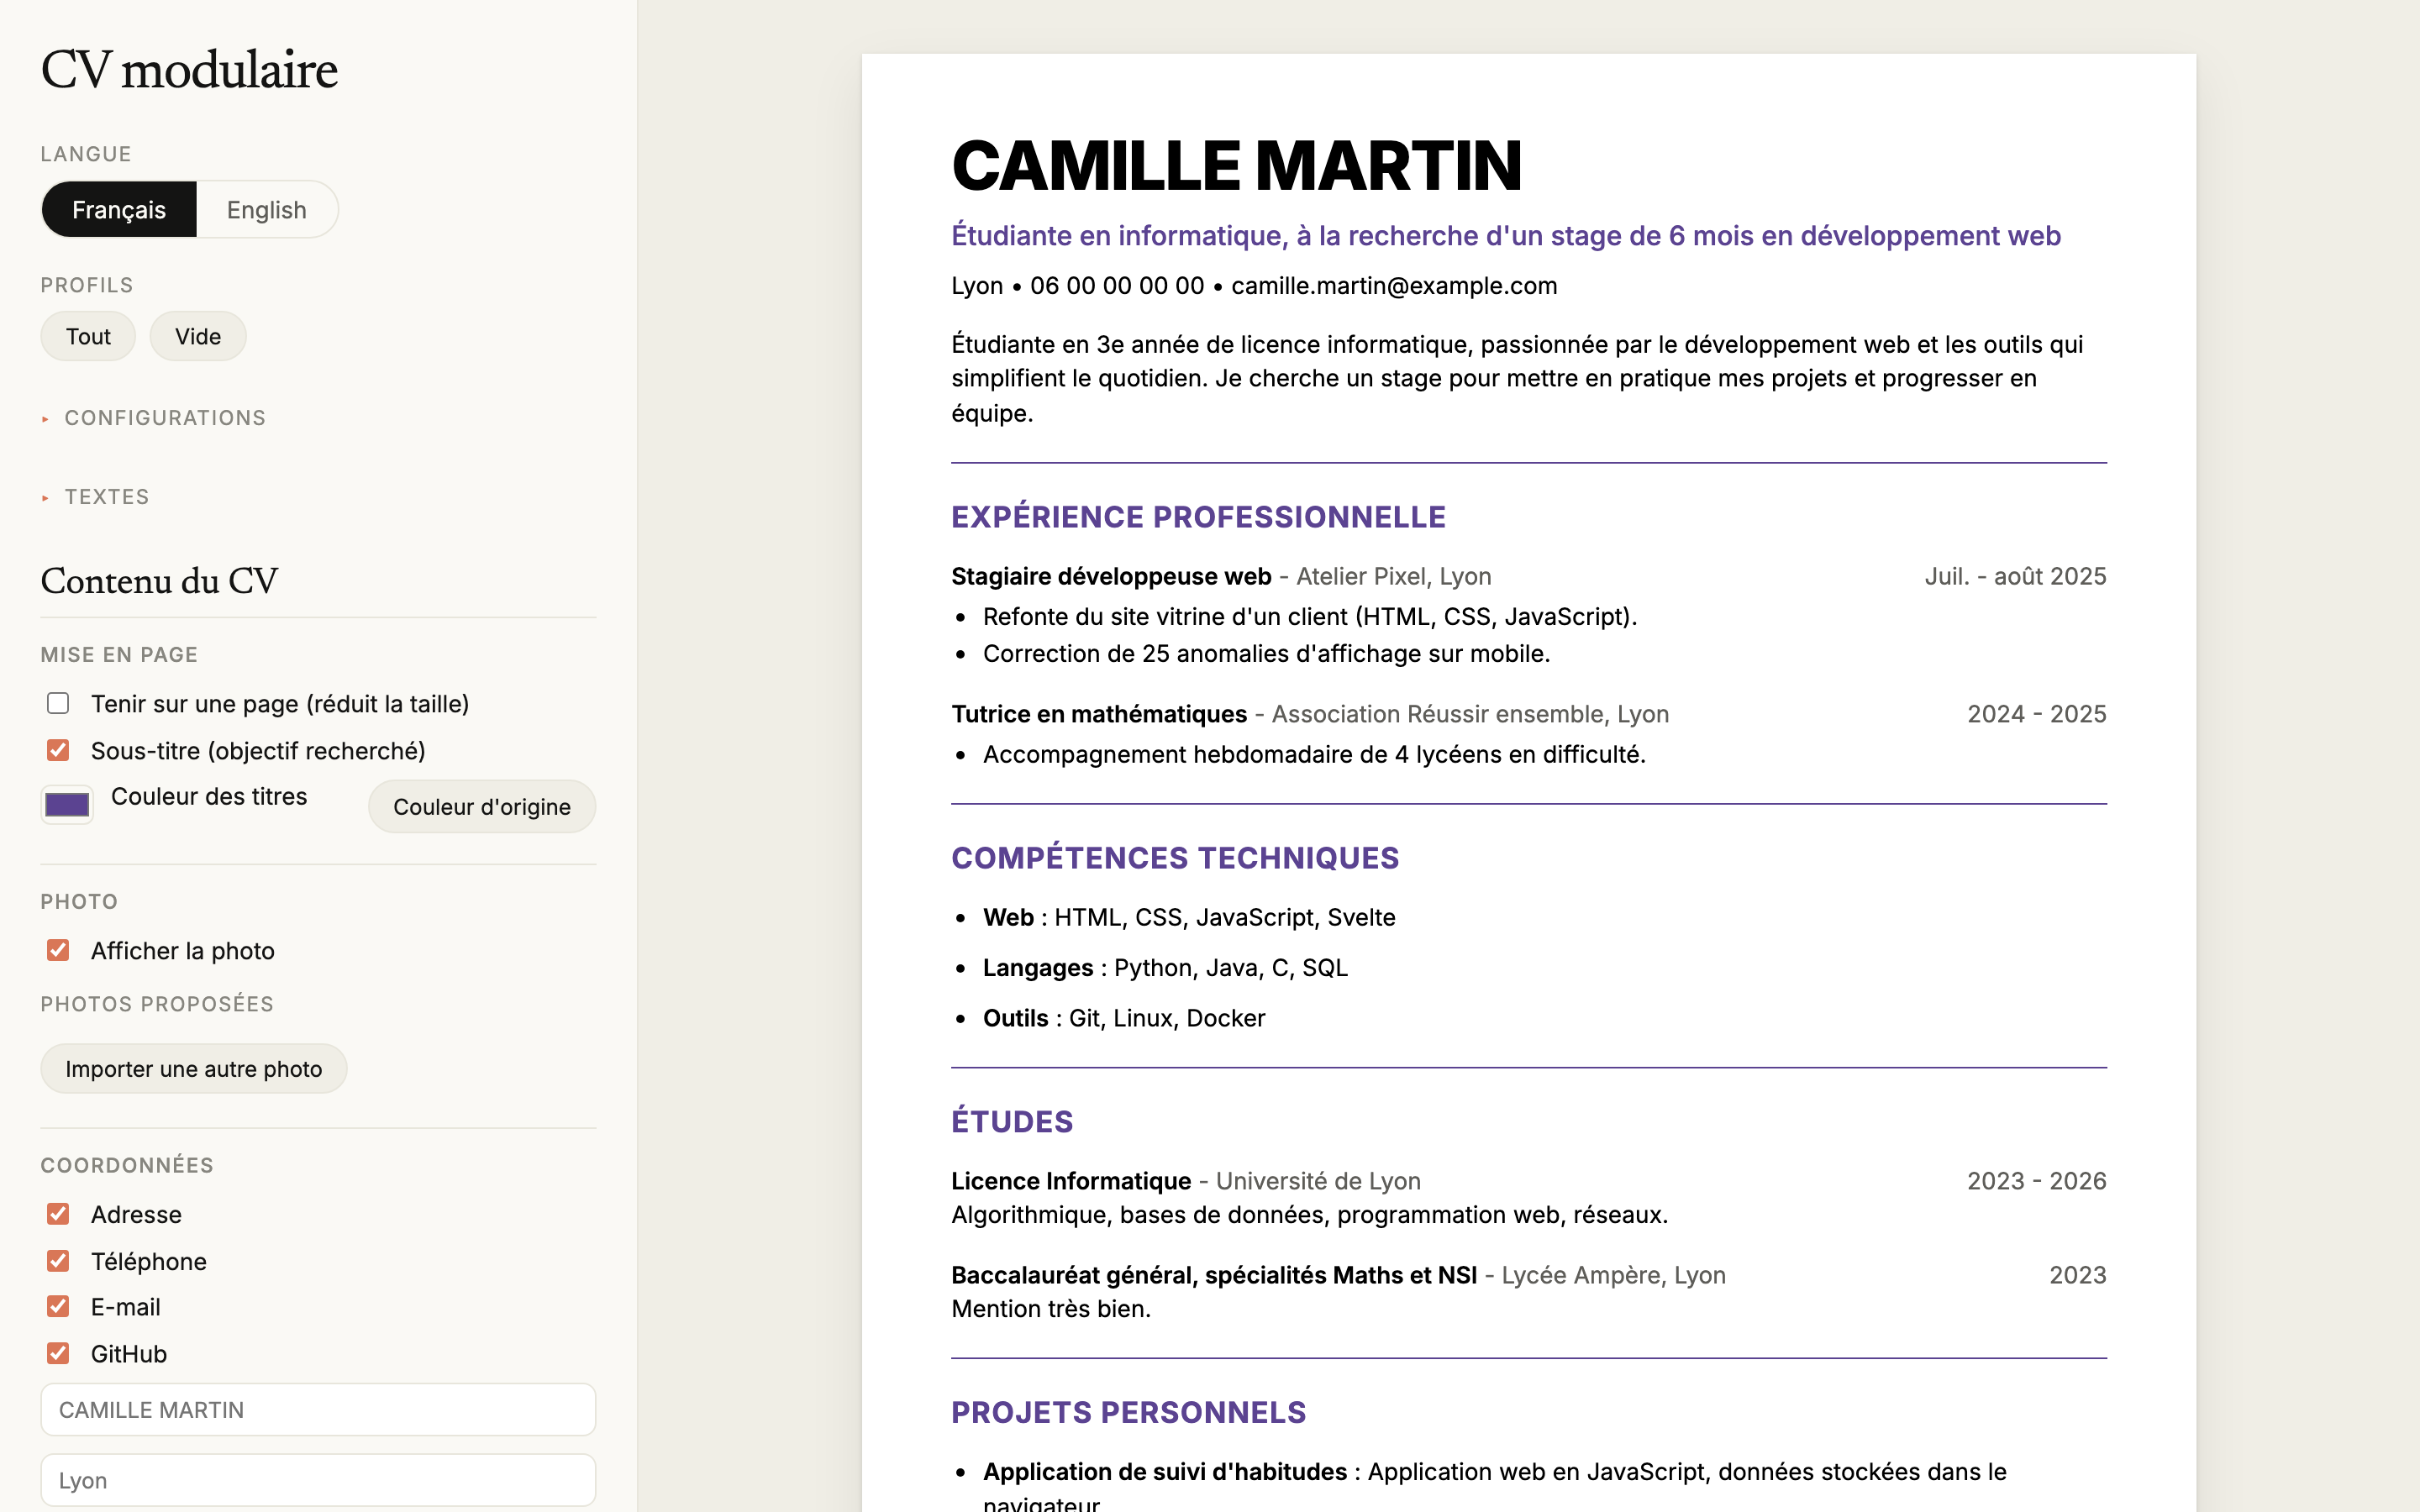 CV modulaire
LANGUE
Français English
PROFILS
Tout Vide
CONFIGURATIONS
TEXTES
Contenu du CV
MISE EN PAGE
Tenir sur une page (réduit la taille)
Sous-titre (objectif recherché)
Couleur des titres Couleur d'origine
PHOTO
Afficher la photo
PHOTOS PROPOSÉES
Importer une autre photo
COORDONNÉES
Adresse
Téléphone
E-mail
GitHub
CAMILLE MARTIN
Lyon
CAMILLE MARTIN
Étudiante en informatique, à la recherche d'un stage de 6 mois en développement web
Lyon • 06 00 00 00 00 • camille.martin@example.com
Étudiante en 3e année de licence informatique, passionnée par le développement web et les outils qui
simplifient le quotidien. Je cherche un stage pour mettre en pratique mes projets et progresser en
équipe.
EXPÉRIENCE PROFESSIONNELLE
Stagiaire développeuse web - Atelier Pixel, Lyon Juil. - août 2025
• Refonte du site vitrine d'un client (HTML, CSS, JavaScript).
• Correction de 25 anomalies d'affichage sur mobile.
Tutrice en mathématiques - Association Réussir ensemble, Lyon 2024 - 2025
• Accompagnement hebdomadaire de 4 lycéens en difficulté.
COMPÉTENCES TECHNIQUES
• Web : HTML, CSS, JavaScript, Svelte
• Langages : Python, Java, C, SQL
• Outils : Git, Linux, Docker
ÉTUDES
Licence Informatique - Université de Lyon 2023 - 2026
Algorithmique, bases de données, programmation web, réseaux.
Baccalauréat général, spécialités Maths et NSI - Lycée Ampère, Lyon 2023
Mention très bien.
PROJETS PERSONNELS
• Application de suivi d'habitudes : Application web en JavaScript, données stockées dans le
navigateur